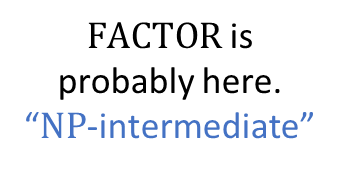 FACTOR is
probably here.
“NP-intermediate”